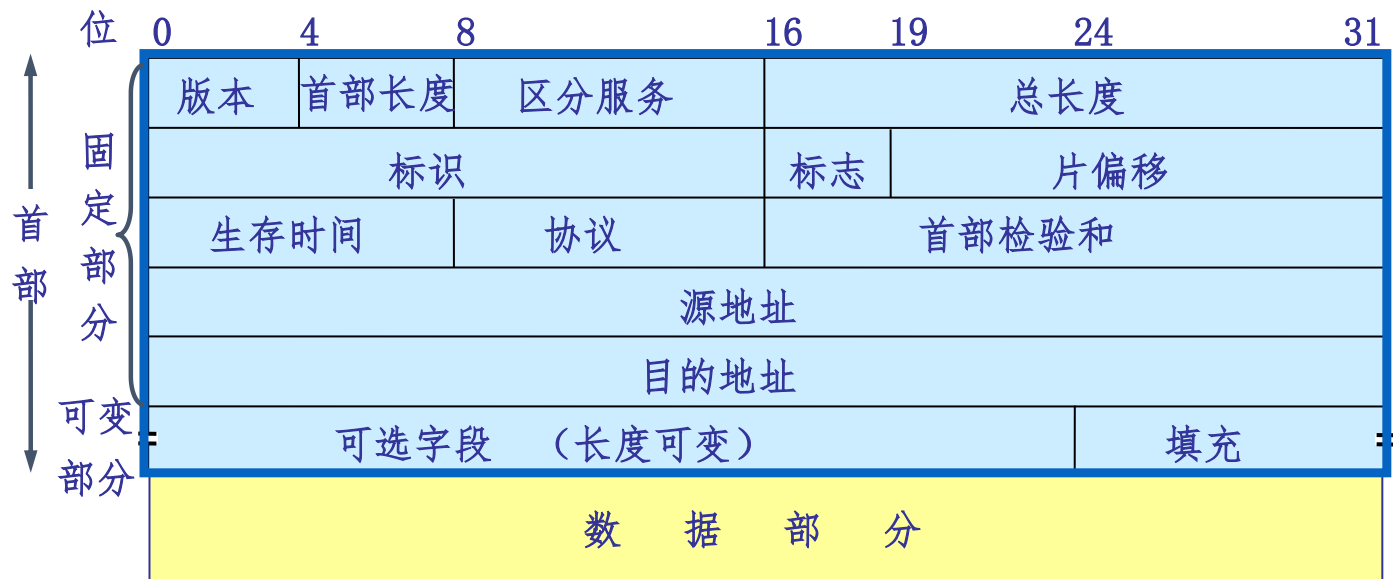 位 0 4 8 16 19 24 31
版本 首部长度 区分服务 总长度
标识 标志 片偏移
生存时间 协议 首部检验和
源地址
目的地址
可选字段 （长度可变） 填充
数据部分
首部
固定部分
可变
部分